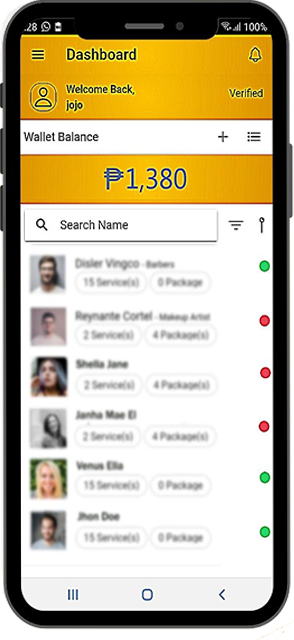 :28
100%
Dashboard
Welcome Back,
jojo
Verified
Wallet Balance
₱1,380
Search Name
Disler Vingco - Barbers
15 Service(s) 0 Package
Reynante Cortel - Makeup Artist
2 Service(s) 4 Package(s)
Shella Jane
2 Service(s) 4 Package(s)
Janha Mae El
2 Service(s) 4 Package(s)
Venus Ella
15 Service(s) 0 Package
Jhon Doe
15 Service(s) 0 Package